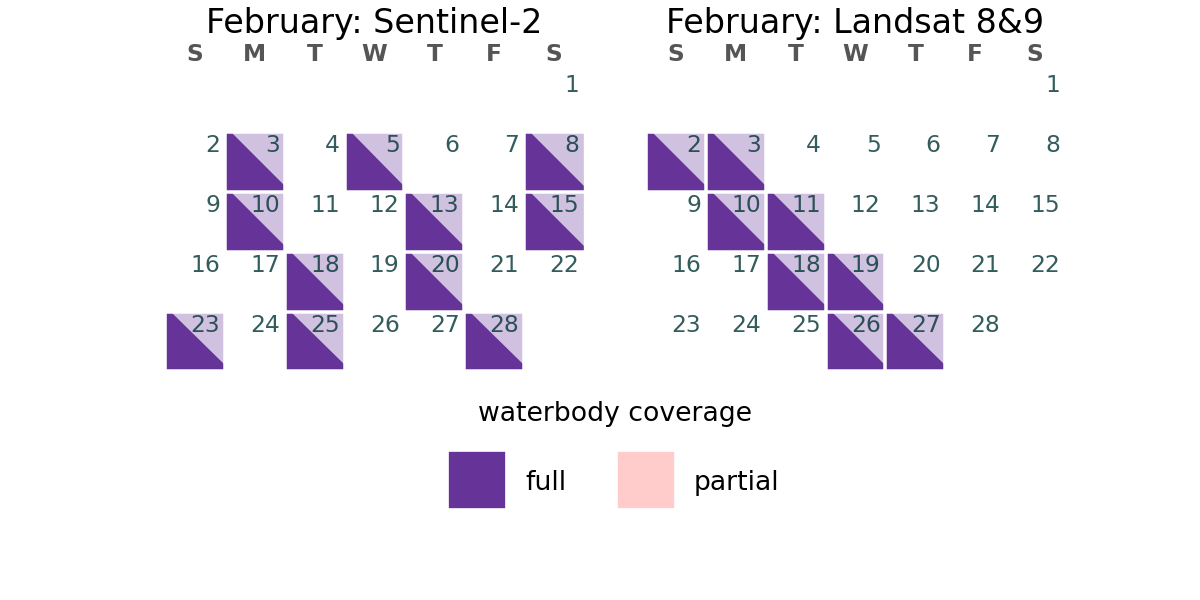 February: Sentinel-2
S M T W T F S
1
2 3 4 5 6 7 8
9 10 11 12 13 14 15
16 17 18 19 20 21 22
23 24 25 26 27 28
February: Landsat 8&9
S M T W T F S
1
2 3 4 5 6 7 8
9 10 11 12 13 14 15
16 17 18 19 20 21 22
23 24 25 26 27 28
waterbody coverage
full partial